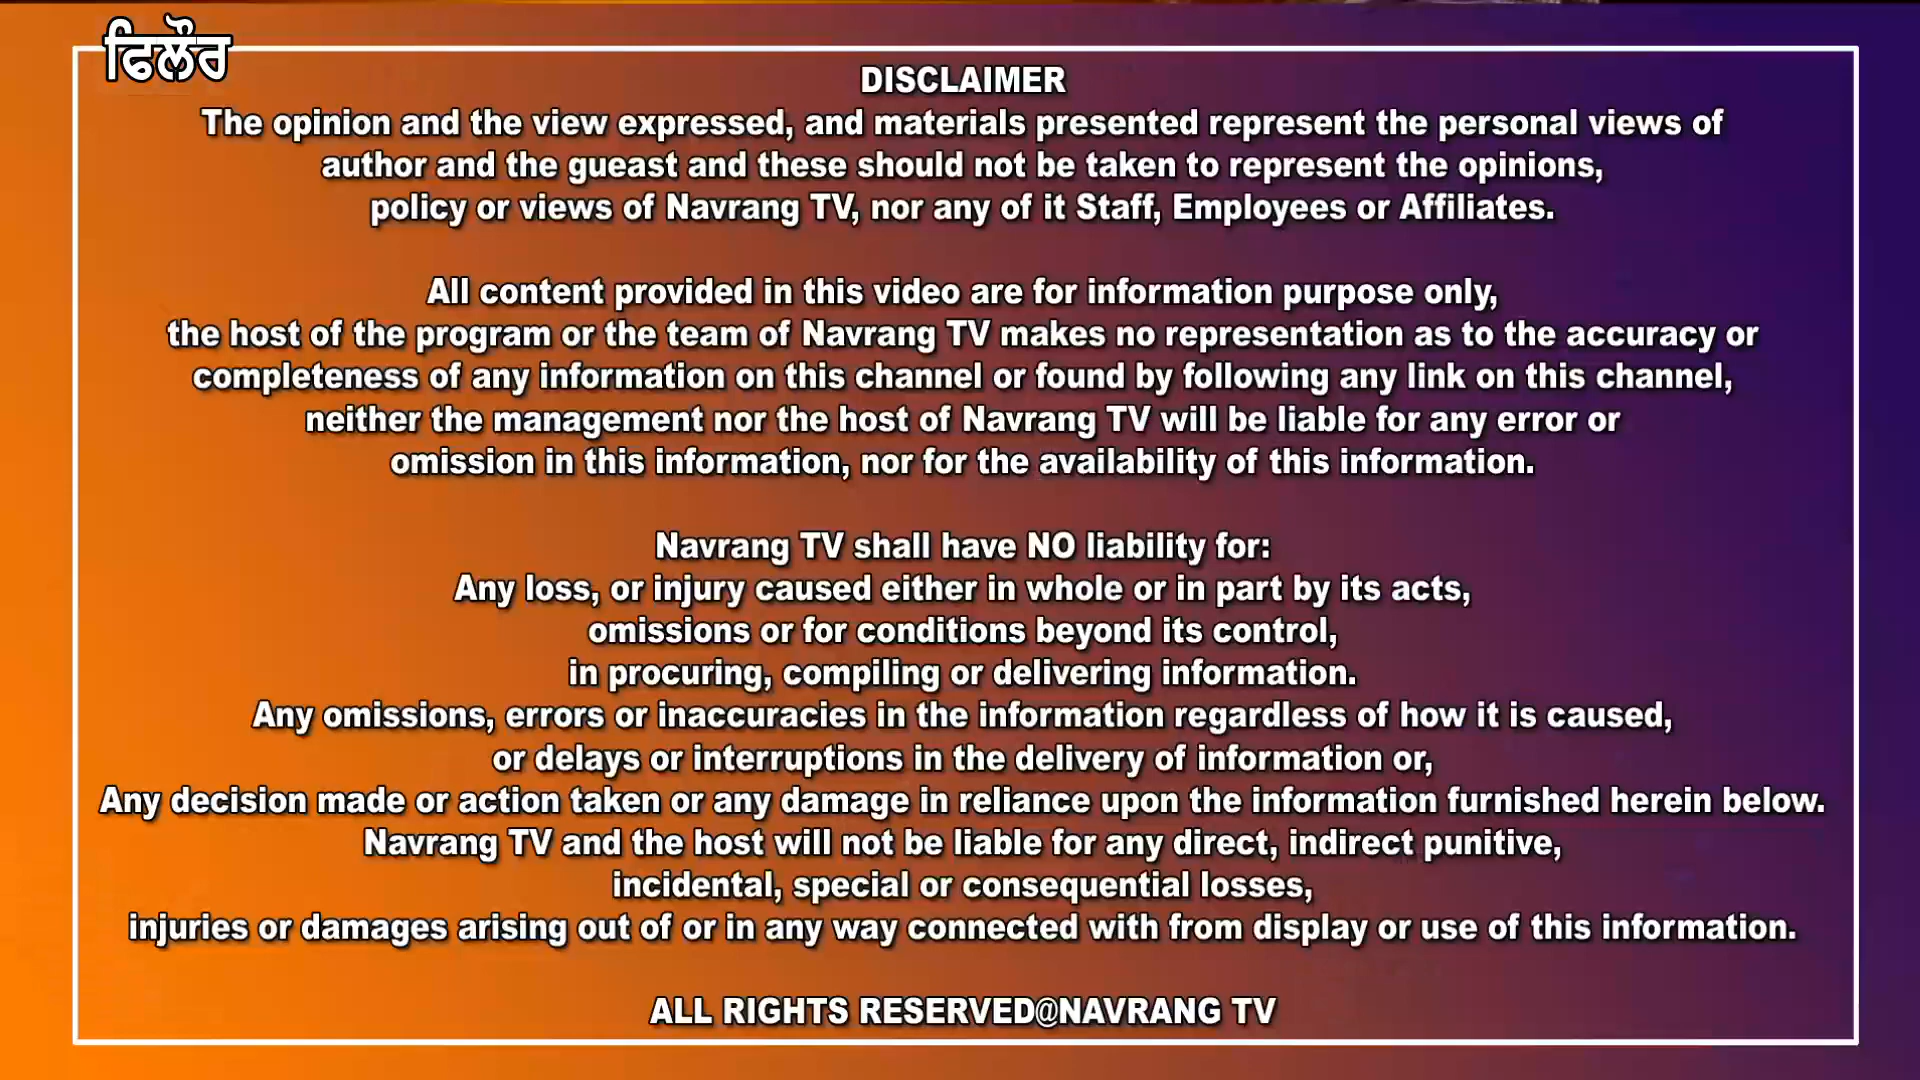 ਫਿਲੌਰ
DISCLAIMER
The opinion and the view expressed, and materials presented represent the personal views of
author and the gueast and these should not be taken to represent the opinions,
policy or views of Navrang TV, nor any of it Staff, Employees or Affiliates.
All content provided in this video are for information purpose only,
the host of the program or the team of Navrang TV makes no representation as to the accuracy or
completeness of any information on this channel or found by following any link on this channel,
neither the management nor the host of Navrang TV will be liable for any error or
omission in this information, nor for the availability of this information.
Navrang TV shall have NO liability for:
Any loss, or injury caused either in whole or in part by its acts,
omissions or for conditions beyond its control,
in procuring, compiling or delivering information.
Any omissions, errors or inaccuracies in the information regardless of how it is caused,
or delays or interruptions in the delivery of information or,
Any decision made or action taken or any damage in reliance upon the information furnished herein below.
Navrang TV and the host will not be liable for any direct, indirect punitive,
incidental, special or consequential losses,
injuries or damages arising out of or in any way connected with from display or use of this information.
ALL RIGHTS RESERVED@NAVRANG TV